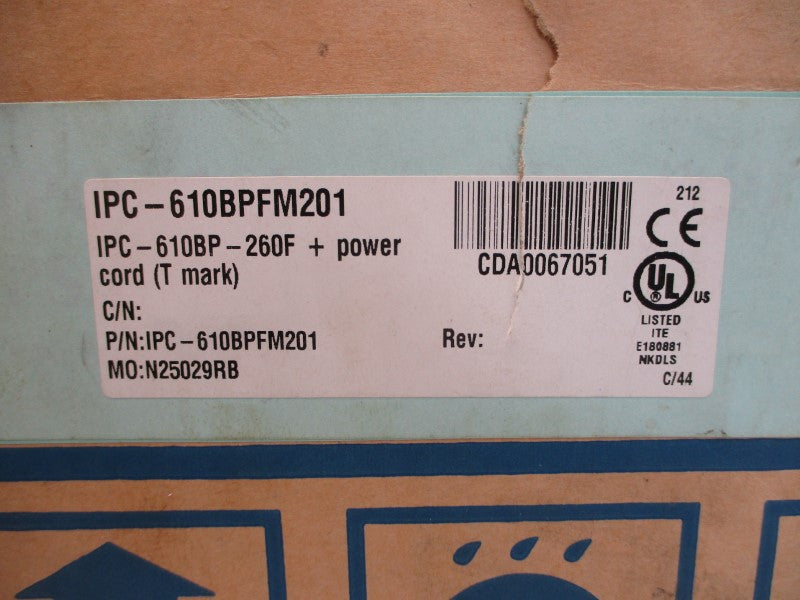 IPC-610BPFM201
212
IPC-610BP-260F + power
cord (T mark)
CDA0067051
CE
C UL ® US
LISTED
ITE
E180881
NKDLS
C/N:
P/N:IPC-610BPFM201
Rev:
MO:N25029RB
C/44